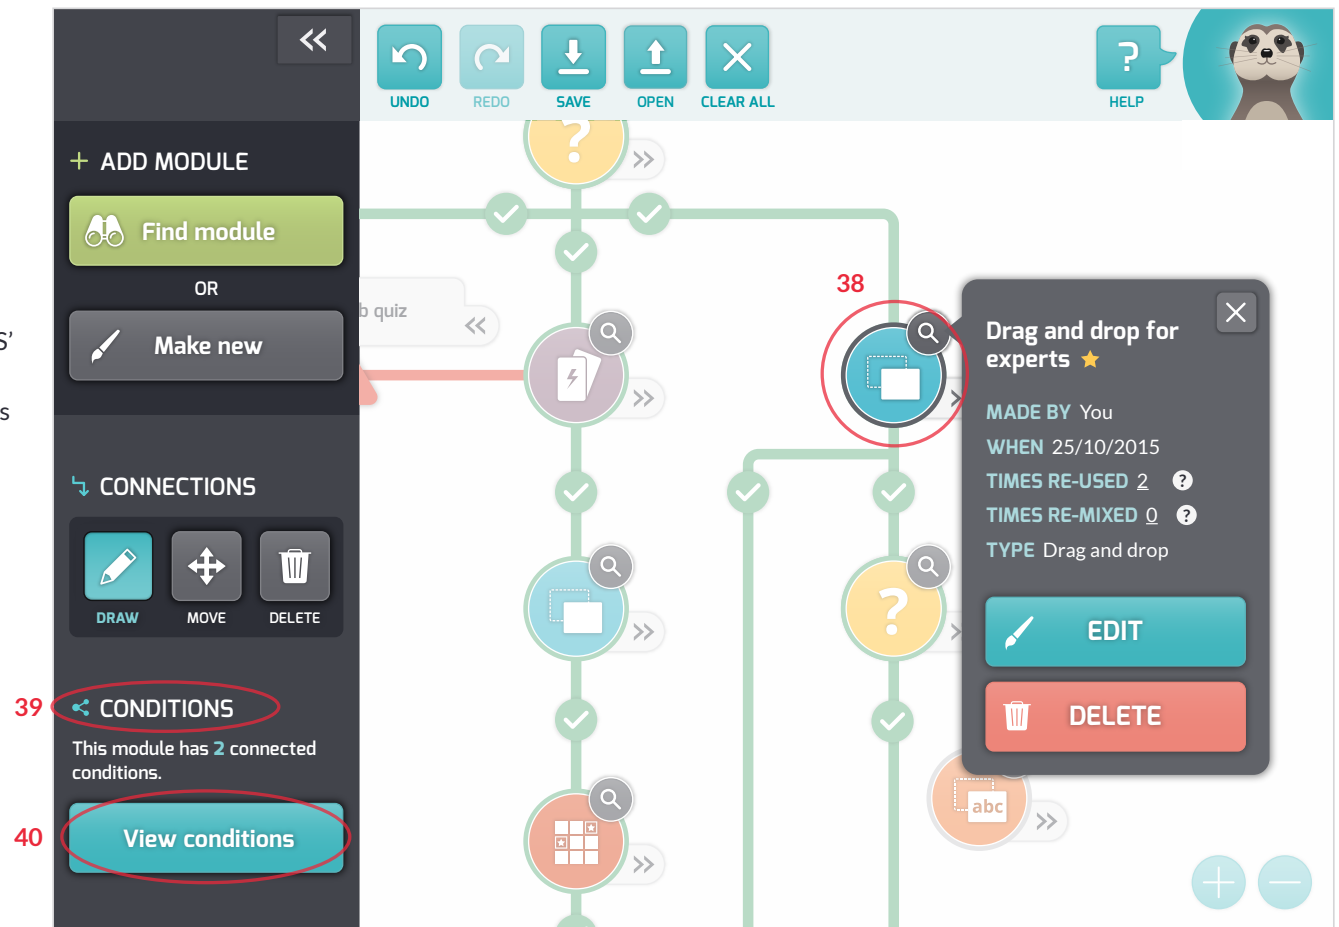 UNDO
REDO
SAVE
OPEN
CLEAR ALL
?
HELP
+ ADD MODULE
Find module
OR
Make new
S’
s
CONNECTIONS
DRAW
MOVE
DELETE
39
CONDITIONS
This module has 2 connected
conditions.
40
View conditions
?
b quiz
38
?
abc
Drag and drop for
experts
MADE BY You
WHEN 25/10/2015
TIMES RE-USED 2 ?
TIMES RE-MIXED 0 ?
TYPE Drag and drop
EDIT
DELETE